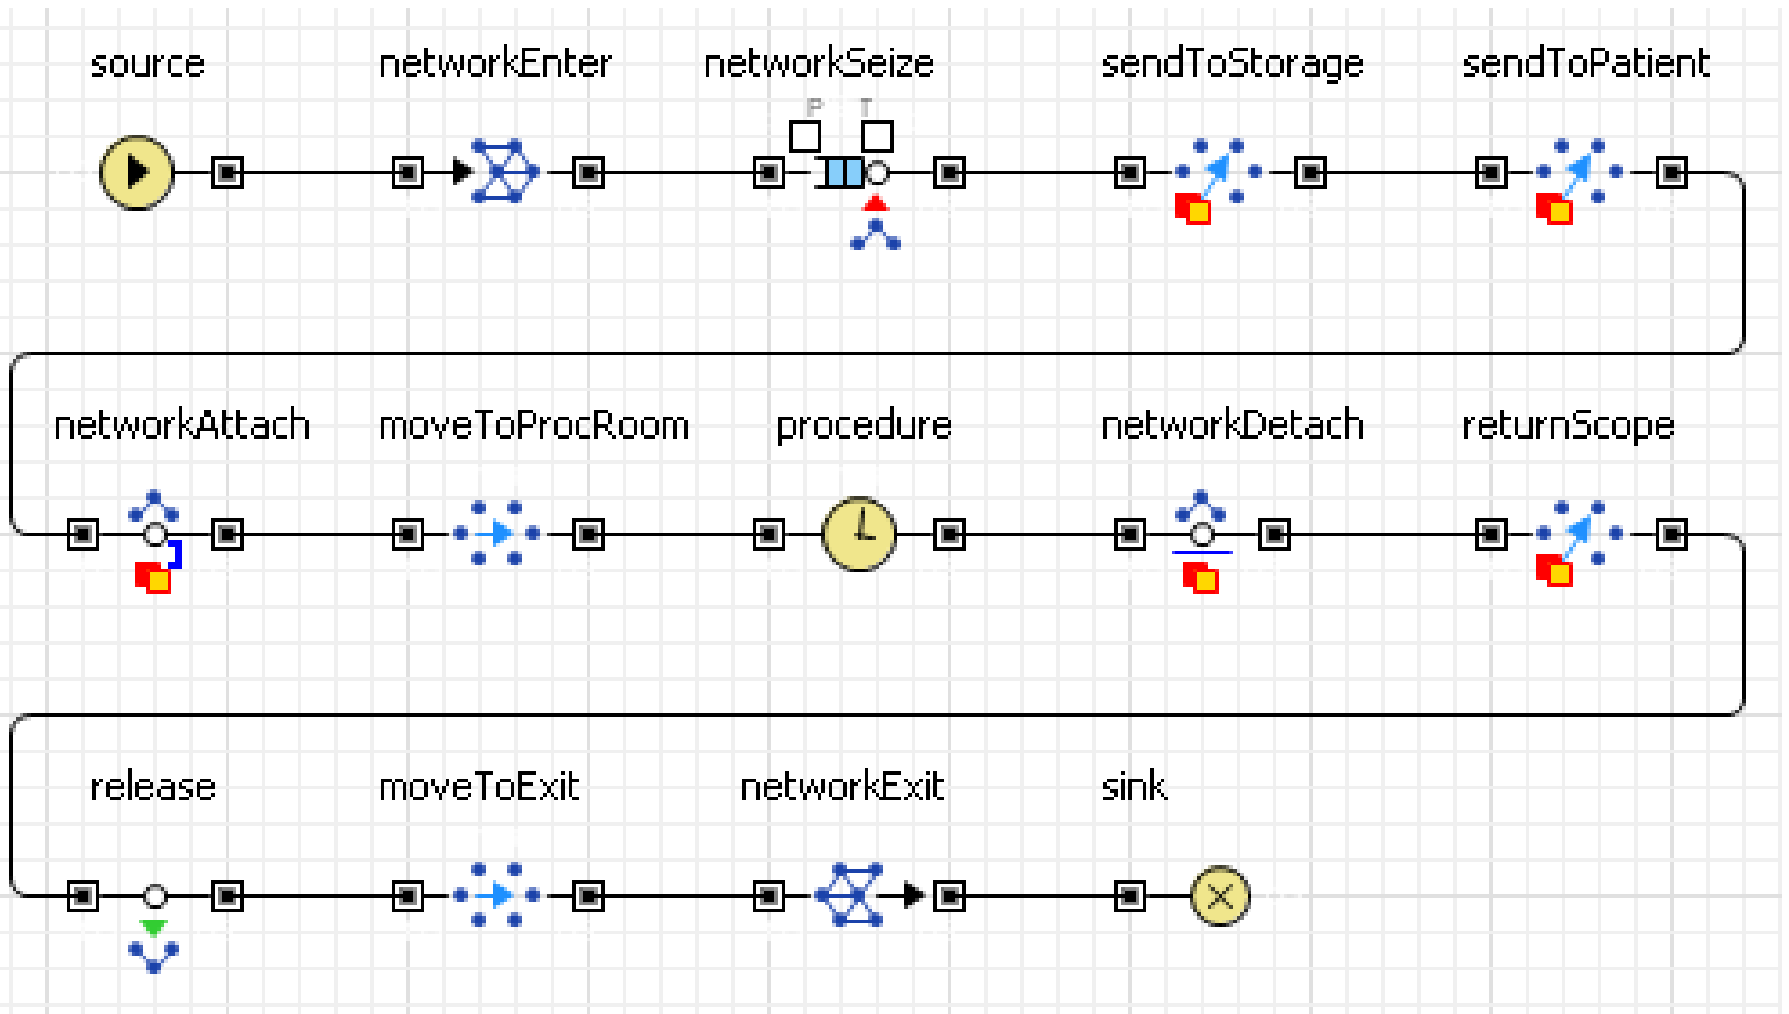 source networkEnter networkSeize sendToStorage sendToPatient
P T
networkAttach moveToProcRoom procedure networkDetach returnScope
release moveToExit networkExit sink